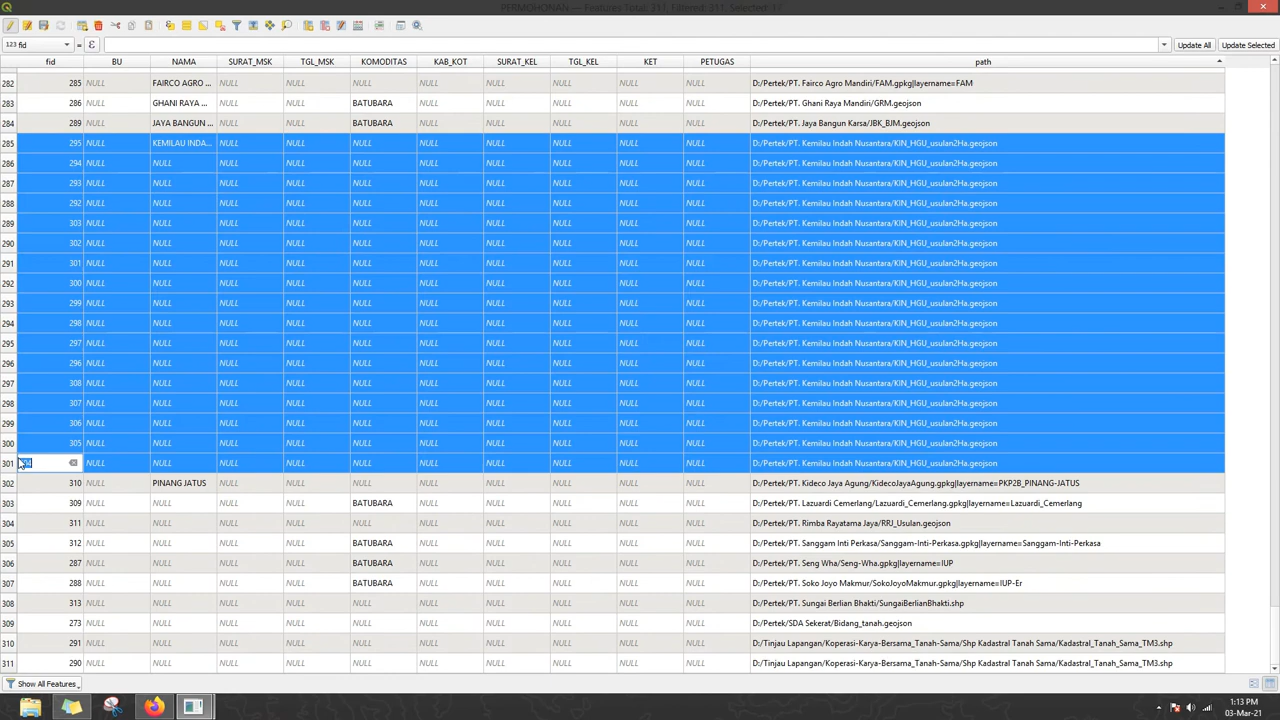 PERMOHONAN — Features Total: 311, Filtered: 311, Selected: 17
123 fid = ε Update All Update Selected
fid BU NAMA SURAT_MSK TGL_MSK KOMODITAS KAB_KOT SURAT_KEL TGL_KEL KET PETUGAS path
282 285 NULL FAIRCO AGRO ... NULL NULL NULL NULL NULL NULL NULL NULL D:/Pertek/PT. Fairco Agro Mandiri/FAM.gpkg|layername=FAM
283 286 NULL GHANI RAYA ... NULL NULL BATUBARA NULL NULL NULL NULL NULL D:/Pertek/PT. Ghani Raya Mandiri/GRM.geojson
284 289 NULL JAYA BANGUN ... NULL NULL BATUBARA NULL NULL NULL NULL NULL D:/Pertek/PT. Jaya Bangun Karsa/JBK_BJM.geojson
285 295 NULL KEMILAU INDA... NULL NULL NULL NULL NULL NULL NULL NULL D:/Pertek/PT. Kemilau Indah Nusantara/KIN_HGU_usulan2Ha.geojson
286 294 NULL NULL NULL NULL NULL NULL NULL NULL NULL NULL D:/Pertek/PT. Kemilau Indah Nusantara/KIN_HGU_usulan2Ha.geojson
287 293 NULL NULL NULL NULL NULL NULL NULL NULL NULL NULL D:/Pertek/PT. Kemilau Indah Nusantara/KIN_HGU_usulan2Ha.geojson
288 292 NULL NULL NULL NULL NULL NULL NULL NULL NULL NULL D:/Pertek/PT. Kemilau Indah Nusantara/KIN_HGU_usulan2Ha.geojson
289 303 NULL NULL NULL NULL NULL NULL NULL NULL NULL NULL D:/Pertek/PT. Kemilau Indah Nusantara/KIN_HGU_usulan2Ha.geojson
290 302 NULL NULL NULL NULL NULL NULL NULL NULL NULL NULL D:/Pertek/PT. Kemilau Indah Nusantara/KIN_HGU_usulan2Ha.geojson
291 301 NULL NULL NULL NULL NULL NULL NULL NULL NULL NULL D:/Pertek/PT. Kemilau Indah Nusantara/KIN_HGU_usulan2Ha.geojson
292 300 NULL NULL NULL NULL NULL NULL NULL NULL NULL NULL D:/Pertek/PT. Kemilau Indah Nusantara/KIN_HGU_usulan2Ha.geojson
293 299 NULL NULL NULL NULL NULL NULL NULL NULL NULL NULL D:/Pertek/PT. Kemilau Indah Nusantara/KIN_HGU_usulan2Ha.geojson
294 298 NULL NULL NULL NULL NULL NULL NULL NULL NULL NULL D:/Pertek/PT. Kemilau Indah Nusantara/KIN_HGU_usulan2Ha.geojson
295 297 NULL NULL NULL NULL NULL NULL NULL NULL NULL NULL D:/Pertek/PT. Kemilau Indah Nusantara/KIN_HGU_usulan2Ha.geojson
296 296 NULL NULL NULL NULL NULL NULL NULL NULL NULL NULL D:/Pertek/PT. Kemilau Indah Nusantara/KIN_HGU_usulan2Ha.geojson
297 308 NULL NULL NULL NULL NULL NULL NULL NULL NULL NULL D:/Pertek/PT. Kemilau Indah Nusantara/KIN_HGU_usulan2Ha.geojson
298 307 NULL NULL NULL NULL NULL NULL NULL NULL NULL NULL D:/Pertek/PT. Kemilau Indah Nusantara/KIN_HGU_usulan2Ha.geojson
299 306 NULL NULL NULL NULL NULL NULL NULL NULL NULL NULL D:/Pertek/PT. Kemilau Indah Nusantara/KIN_HGU_usulan2Ha.geojson
300 305 NULL NULL NULL NULL NULL NULL NULL NULL NULL NULL D:/Pertek/PT. Kemilau Indah Nusantara/KIN_HGU_usulan2Ha.geojson
301 NULL NULL NULL NULL NULL NULL NULL NULL NULL NULL D:/Pertek/PT. Kemilau Indah Nusantara/KIN_HGU_usulan2Ha.geojson
302 310 NULL PINANG JATUS NULL NULL NULL NULL NULL NULL NULL NULL D:/Pertek/PT. Kideco Jaya Agung/KidecoJayaAgung.gpkg|layername=PKP2B_PINANG-JATUS
303 309 NULL NULL NULL NULL BATUBARA NULL NULL NULL NULL NULL D:/Pertek/PT. Lazuardi Cemerlang/Lazuardi_Cemerlang.gpkg|layername=Lazuardi_Cemerlang
304 311 NULL NULL NULL NULL NULL NULL NULL NULL NULL NULL D:/Pertek/PT. Rimba Rayatama Jaya/RRJ_Usulan.geojson
305 312 NULL NULL NULL NULL BATUBARA NULL NULL NULL NULL NULL D:/Pertek/PT. Sanggam Inti Perkasa/Sanggam-Inti-Perkasa.gpkg|layername=Sanggam-Inti-Perkasa
306 287 NULL NULL NULL NULL BATUBARA NULL NULL NULL NULL NULL D:/Pertek/PT. Seng Wha/Seng-Wha.gpkg|layername=IUP
307 288 NULL NULL NULL NULL BATUBARA NULL NULL NULL NULL NULL D:/Pertek/PT. Soko Joyo Makmur/SokoJoyoMakmur.gpkg|layername=IUP-Er
308 313 NULL NULL NULL NULL NULL NULL NULL NULL NULL NULL D:/Pertek/PT. Sungai Berlian Bhakti/SungaiBerlianBhakti.shp
309 273 NULL NULL NULL NULL NULL NULL NULL NULL NULL NULL D:/Pertek/SDA Sekerat/Bidang_tanah.geojson
310 291 NULL NULL NULL NULL NULL NULL NULL NULL NULL NULL D:/Tinjau Lapangan/Koperasi-Karya-Bersama_Tanah-Sama/Shp Kadastral Tanah Sama/Kadastral_Tanah_Sama_TM3.shp
311 290 NULL NULL NULL NULL NULL NULL NULL NULL NULL NULL D:/Tinjau Lapangan/Koperasi-Karya-Bersama_Tanah-Sama/Shp Kadastral Tanah Sama/Kadastral_Tanah_Sama_TM3.shp
Show All Features
1:13 PM
03-Mar-21